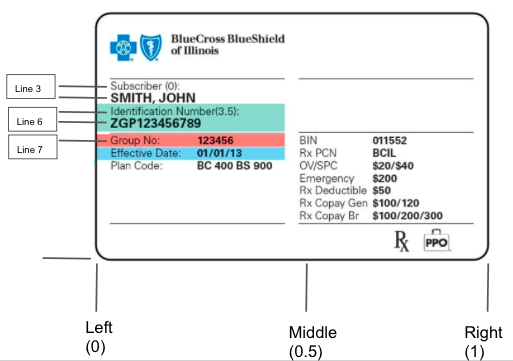 BlueCross BlueShield
of Illinois
Line 3
Subscriber (0):
SMITH, JOHN
Line 6
Identification Number(3.5):
ZGP123456789
Line 7
Group No: 123456
Effective Date: 01/01/13
Plan Code: BC 400 BS 900
BIN 011552
Rx PCN BCIL
OV/SPC $20/$40
Emergency $200
Rx Deductible $50
Rx Copay Gen $100/120
Rx Copay Br $100/200/300
Rx PPO
Left
(0)
Middle
(0.5)
Right
(1)